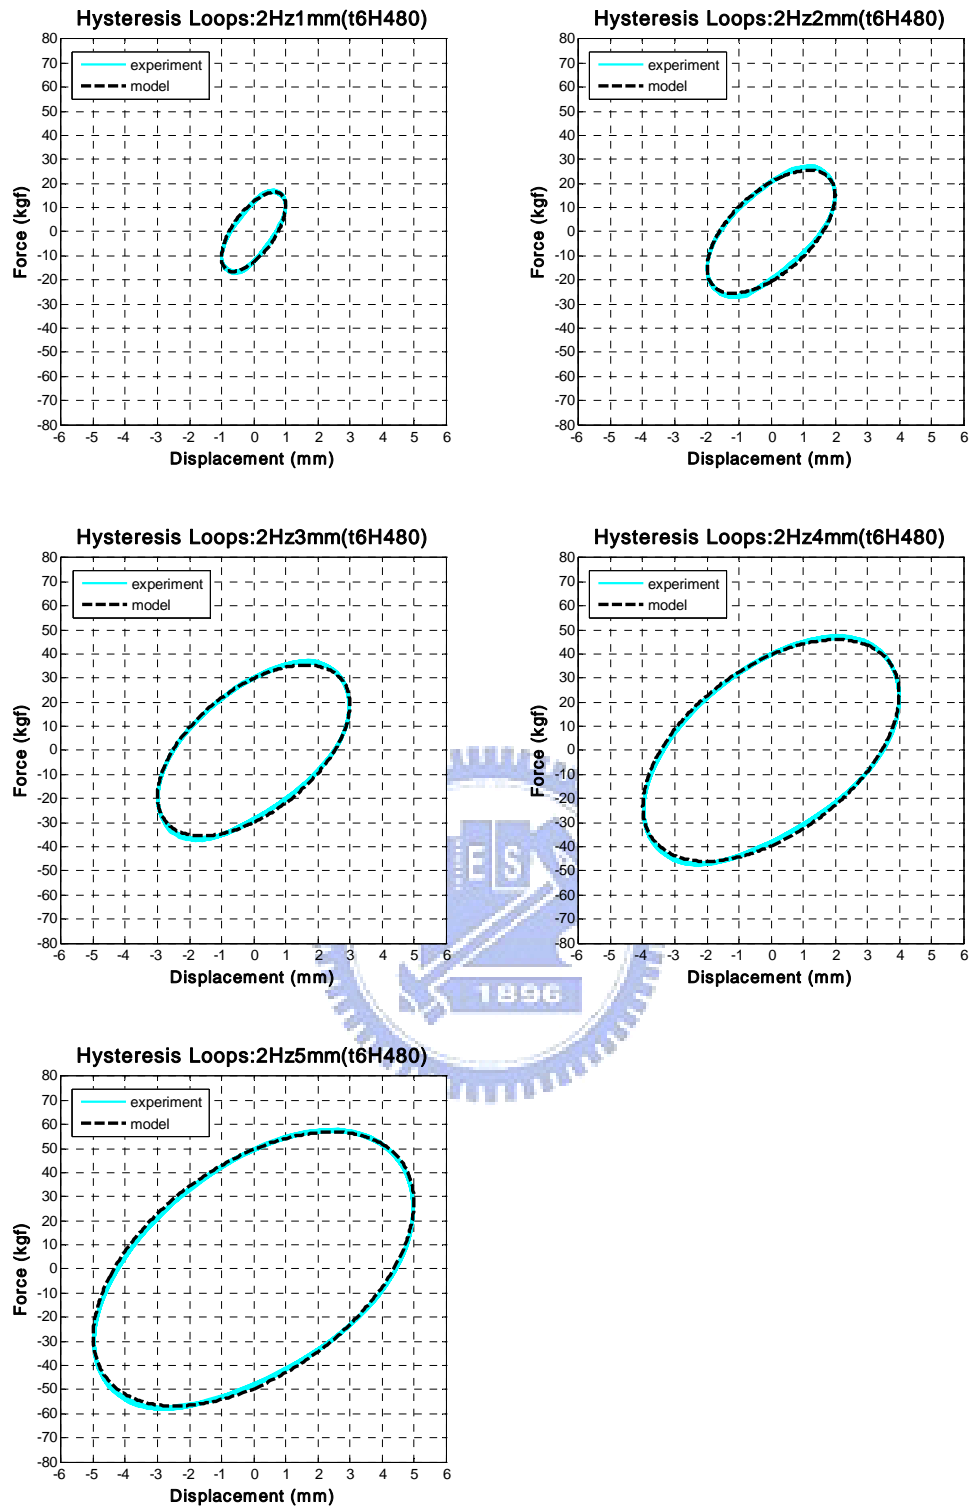 Hysteresis Loops:2Hz1mm(t6H480)
80
70
60
50
40
30
20
10
0
-10
-20
-30
-40
-50
-60
-70
-80
Force (kgf)
experiment
model
-6 -5 -4 -3 -2 -1 0 1 2 3 4 5 6
Displacement (mm)
Hysteresis Loops:2Hz2mm(t6H480)
80
70
60
50
40
30
20
10
0
-10
-20
-30
-40
-50
-60
-70
-80
Force (kgf)
experiment
model
-6 -5 -4 -3 -2 -1 0 1 2 3 4 5 6
Displacement (mm)
Hysteresis Loops:2Hz3mm(t6H480)
80
70
60
50
40
30
20
10
0
-10
-20
-30
-40
-50
-60
-70
-80
Force (kgf)
experiment
model
-6 -5 -4 -3 -2 -1 0 1 2 3 4 5 6
Displacement (mm)
Hysteresis Loops:2Hz4mm(t6H480)
80
70
60
50
40
30
20
10
0
-10
-20
-30
-40
-50
-60
-70
-80
Force (kgf)
experiment
model
-6 -5 -4 -3 -2 -1 0 1 2 3 4 5 6
Displacement (mm)
ES
1896
Hysteresis Loops:2Hz5mm(t6H480)
80
70
60
50
40
30
20
10
0
-10
-20
-30
-40
-50
-60
-70
-80
Force (kgf)
experiment
model
-6 -5 -4 -3 -2 -1 0 1 2 3 4 5 6
Displacement (mm)